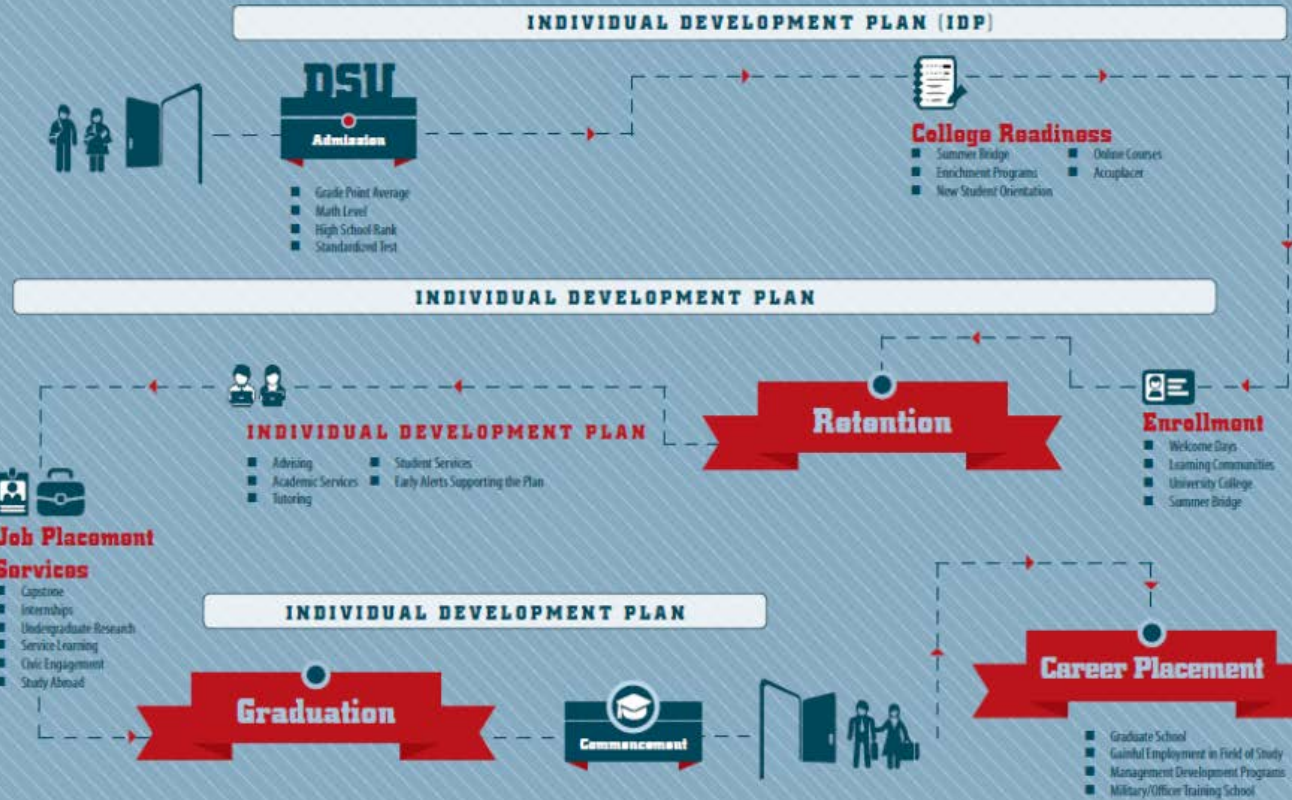 INDIVIDUAL DEVELOPMENT PLAN (IDP)
DSU
Admission
Grade Point Average
Math Level
High School Rank
Standardized Test
College Readiness
Summer Bridge
Enrichment Programs
New Student Orientation
Online Courses
Accuplacer
INDIVIDUAL DEVELOPMENT PLAN
Enrollment
Welcome Days
Learning Communities
University College
Summer Bridge
Retention
INDIVIDUAL DEVELOPMENT PLAN
Advising
Academic Services
Tutoring
Student Services
Early Alerts Supporting the Plan
Job Placement
Services
Capstone
Internships
Undergraduate Research
Service Learning
Civic Engagement
Study Abroad
INDIVIDUAL DEVELOPMENT PLAN
Graduation
Commencement
Career Placement
Graduate School
Gainful Employment in Field of Study
Management Development Programs
Military/Officer Training School